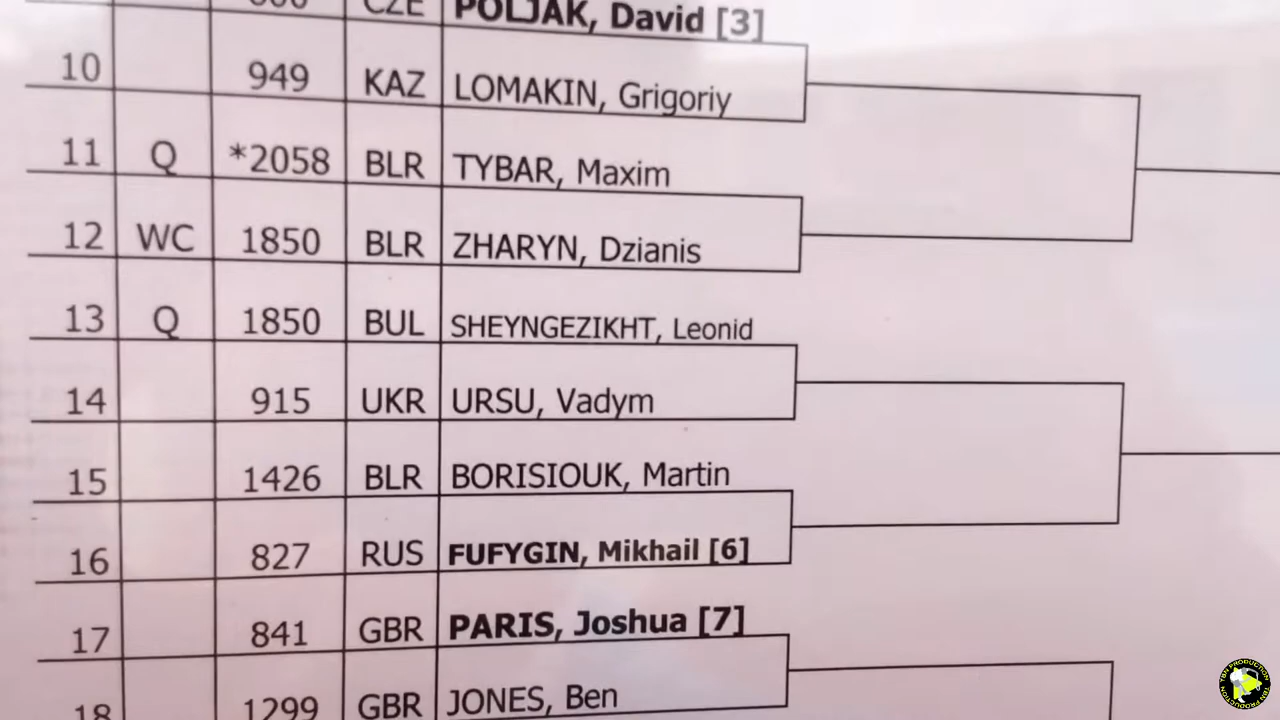 CZE POLJAK, David [3]
10 949 KAZ LOMAKIN, Grigoriy
11 Q *2058 BLR TYBAR, Maxim
12 WC 1850 BLR ZHARYN, Dzianis
13 Q 1850 BUL SHEYNGEZIKHT, Leonid
14 915 UKR URSU, Vadym
15 1426 BLR BORISIOUK, Martin
16 827 RUS FUFYGIN, Mikhail [6]
17 841 GBR PARIS, Joshua [7]
18 1299 GBR JONES, Ben